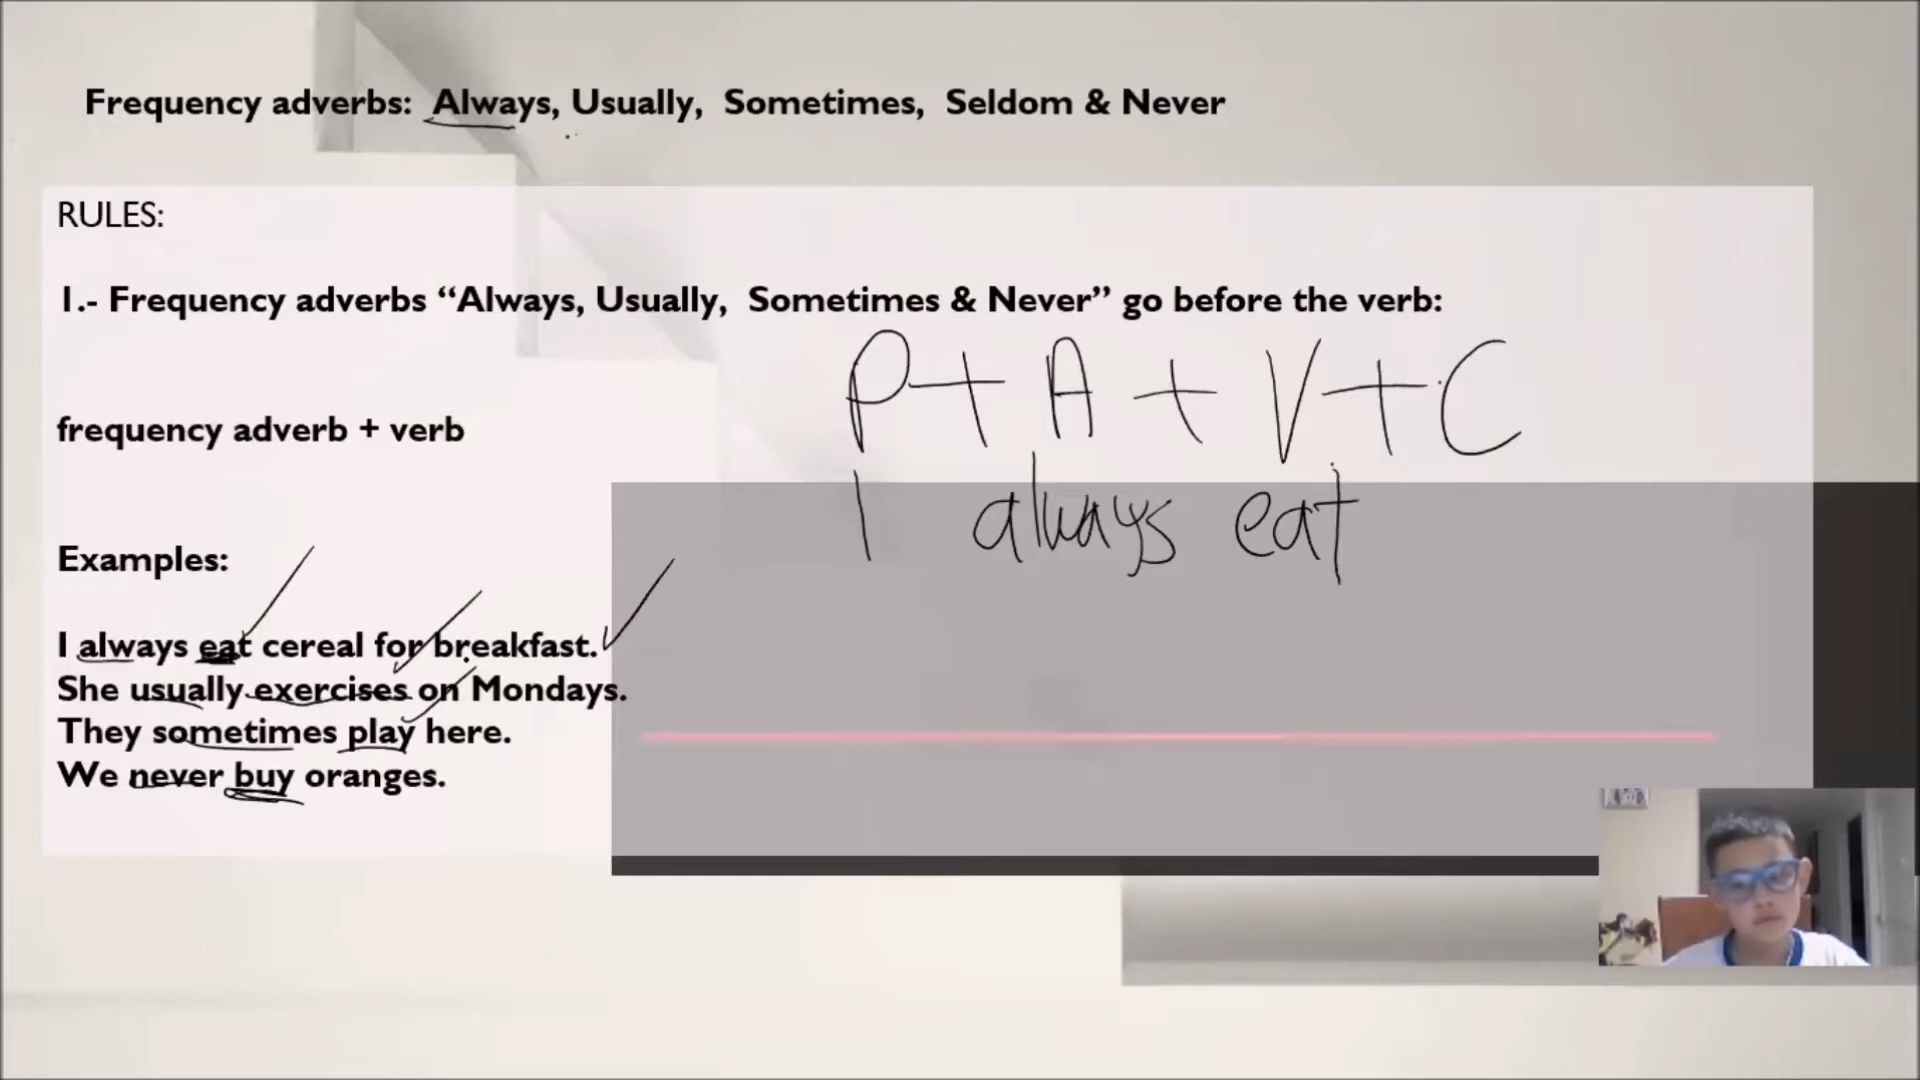 Frequency adverbs: Always, Usually, Sometimes, Seldom & Never
RULES:
1.- Frequency adverbs “Always, Usually, Sometimes & Never” go before the verb:
P + A + V + C
frequency adverb + verb
I always eat
Examples:
I always eat cereal for breakfast.
She usually exercises on Mondays.
They sometimes play here.
We never buy oranges.